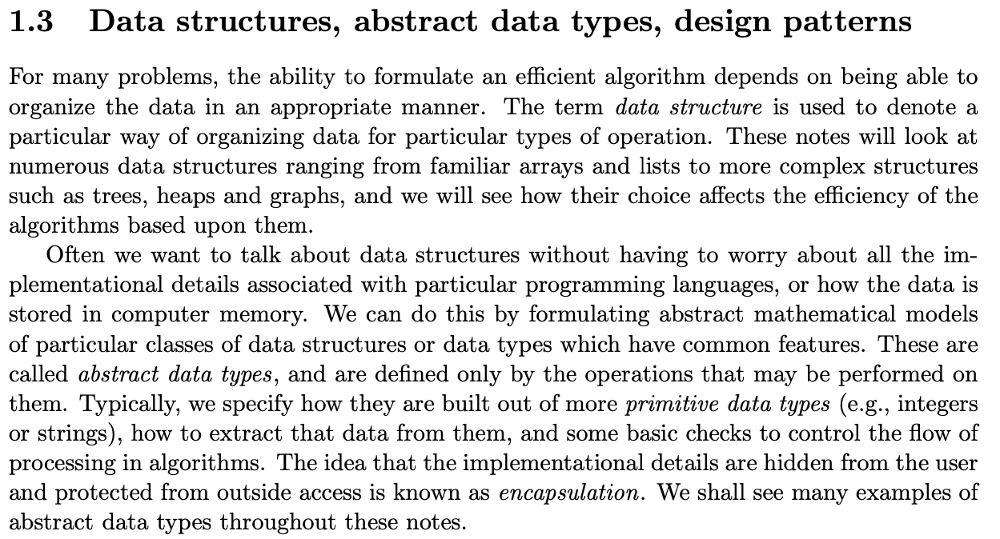 1.3 Data structures, abstract data types, design patterns
For many problems, the ability to formulate an efficient algorithm depends on being able to
organize the data in an appropriate manner. The term data structure is used to denote a
particular way of organizing data for particular types of operation. These notes will look at
numerous data structures ranging from familiar arrays and lists to more complex structures
such as trees, heaps and graphs, and we will see how their choice affects the efficiency of the
algorithms based upon them.
Often we want to talk about data structures without having to worry about all the im-
plementational details associated with particular programming languages, or how the data is
stored in computer memory. We can do this by formulating abstract mathematical models
of particular classes of data structures or data types which have common features. These are
called abstract data types, and are defined only by the operations that may be performed on
them. Typically, we specify how they are built out of more primitive data types (e.g., integers
or strings), how to extract that data from them, and some basic checks to control the flow of
processing in algorithms. The idea that the implementational details are hidden from the user
and protected from outside access is known as encapsulation. We shall see many examples of
abstract data types throughout these notes.